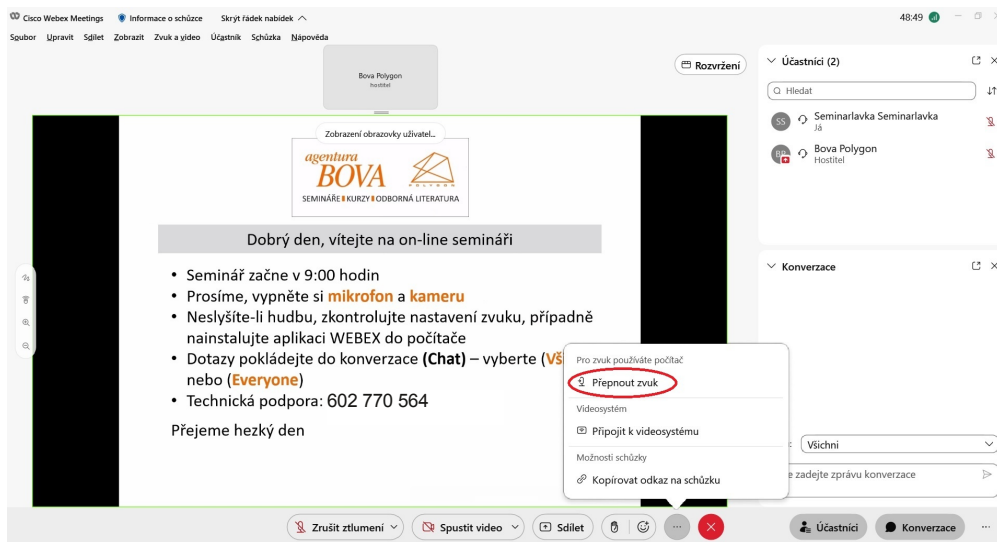 Cisco Webex Meetings Informace o schůzce Skrýt řádek nabídek 48:49
Soubor Upravit Sdílet Zobrazit Zvuk a video Účastník Schůzka Nápověda
Bova Polygon
hostitel
Rozvržení
Zobrazení obrazovky uživatel...
agentura
BOVA
POLYGON
SEMINÁŘE KURZY ODBORNÁ LITERATURA
Dobrý den, vítejte na on-line semináři
• Seminář začne v 9:00 hodin
• Prosíme, vypněte si mikrofon a kameru
• Neslyšíte-li hudbu, zkontrolujte nastavení zvuku, případně
nainstalujte aplikaci WEBEX do počítače
• Dotazy pokládejte do konverzace (Chat) – vyberte (Vš
nebo (Everyone)
• Technická podpora: 602 770 564
Přejeme hezký den
Účastníci (2)
Hledat
SS Seminarlavka Seminarlavka
Já
BP Bova Polygon
Hostitel
Konverzace
Pro zvuk používáte počítač
Přepnout zvuk
Videosystém
Připojit k videosystému
Možnosti schůzky
Kopírovat odkaz na schůzku
Všichni
zadejte zprávu konverzace
Zrušit ztlumení Spustit video Sdílet Účastníci Konverzace